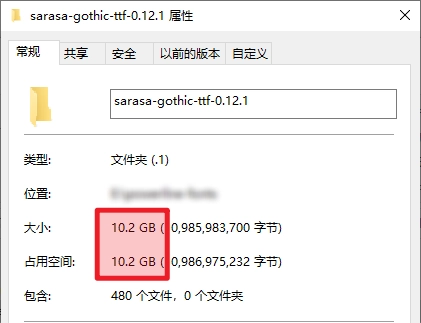 sarasa-gothic-ttf-0.12.1 属性
常规 共享 安全 以前的版本 自定义
sarasa-gothic-ttf-0.12.1
类型: 文件夹 (.1)
位置:
大小: 10.2 GB ( 0,985,983,700 字节)
占用空间: 10.2 GB ( 0,986,975,232 字节)
包含: 480 个文件，0 个文件夹